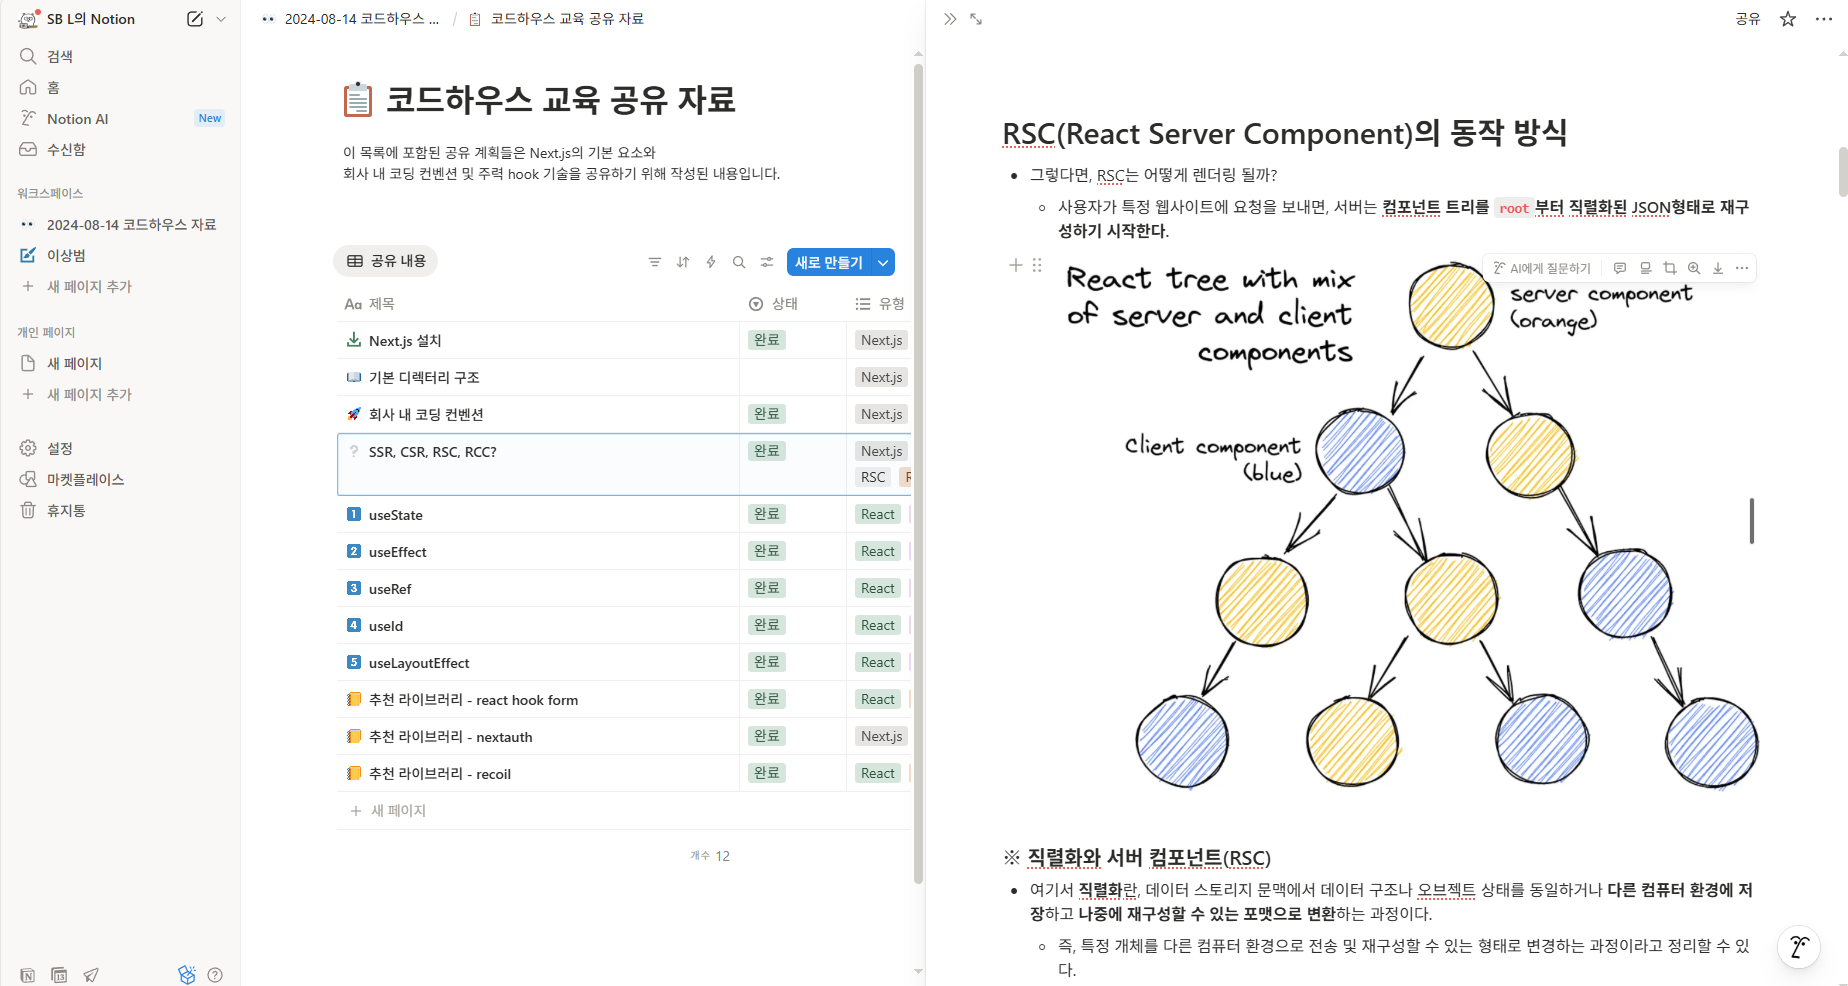 SB L의 Notion
검색
홈
Notion AI New
수신함
워크스페이스
2024-08-14 코드하우스 자료
이상범
새 페이지 추가
개인 페이지
새 페이지
새 페이지 추가
설정
마켓플레이스
휴지통
13
2024-08-14 코드하우스 ... / 코드하우스 교육 공유 자료
코드하우스 교육 공유 자료
이 목록에 포함된 공유 계획들은 Next.js의 기본 요소와
회사 내 코딩 컨벤션 및 주력 hook 기술을 공유하기 위해 작성된 내용입니다.
공유 내용
새로 만들기
Aa 제목 상태 유형
Next.js 설치 완료 Next.js
기본 디렉터리 구조 Next.js
회사 내 코딩 컨벤션 완료 Next.js
? SSR, CSR, RSC, RCC? 완료 Next.js
RSC
1 useState 완료 React
2 useEffect 완료 React
3 useRef 완료 React
4 useId 완료 React
5 useLayoutEffect 완료 React
추천 라이브러리 - react hook form 완료 React
추천 라이브러리 - nextauth 완료 Next.js
추천 라이브러리 - recoil 완료 React
새 페이지
개수 12
공유
RSC(React Server Component)의 동작 방식
그렇다면, RSC는 어떻게 렌더링 될까?
사용자가 특정 웹사이트에 요청을 보내면, 서버는 컴포넌트 트리를 root 부터 직렬화된 JSON형태로 재구
성하기 시작한다.
AI에게 질문하기
React tree with mix
of server and client
components
server component
(orange)
Client component
(blue)
※ 직렬화와 서버 컴포넌트(RSC)
여기서 직렬화란, 데이터 스토리지 문맥에서 데이터 구조나 오브젝트 상태를 동일하거나 다른 컴퓨터 환경에 저
장하고 나중에 재구성할 수 있는 포맷으로 변환하는 과정이다.
즉, 특정 개체를 다른 컴퓨터 환경으로 전송 및 재구성할 수 있는 형태로 변경하는 과정이라고 정리할 수 있
다.